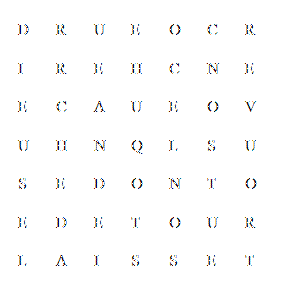 D R U E O C R
I R E H C N E
E C A U E O V
U H N Q L S U
S E D O N T O
E D E T O U R
L A I S S E T